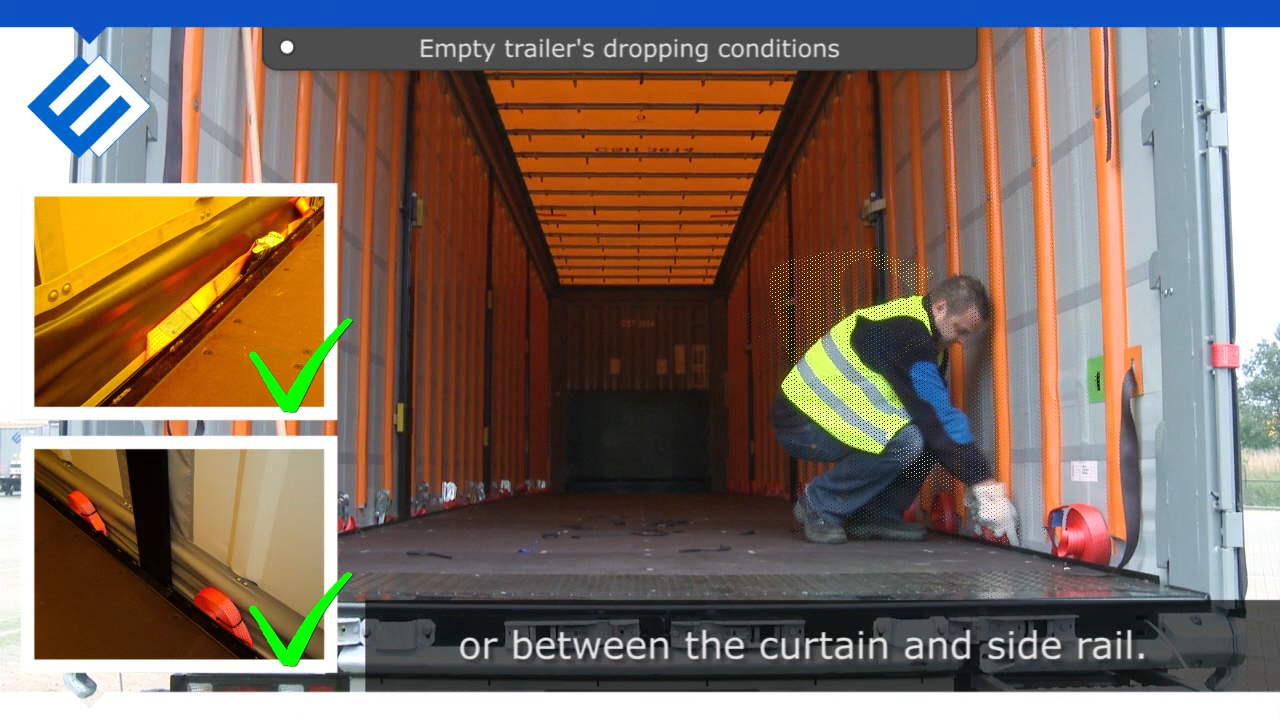 Empty trailer's dropping conditions
or between the curtain and side rail.